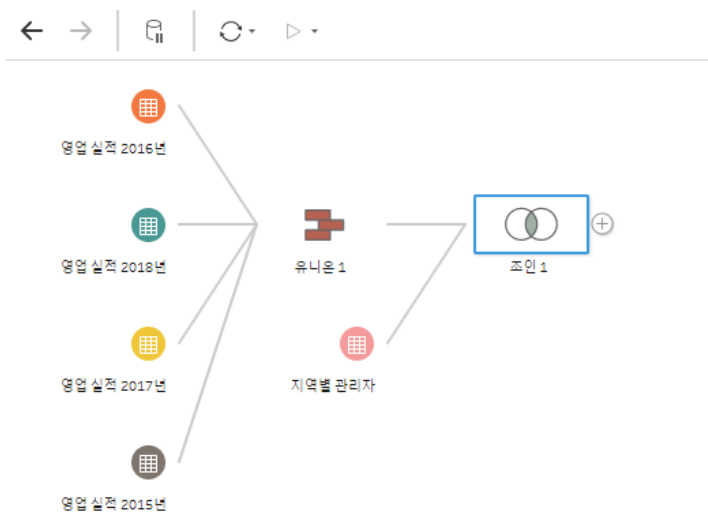 영업 실적 2016년
영업 실적 2018년
유니온 1
조인 1
영업 실적 2017년
지역별 관리자
영업 실적 2015년